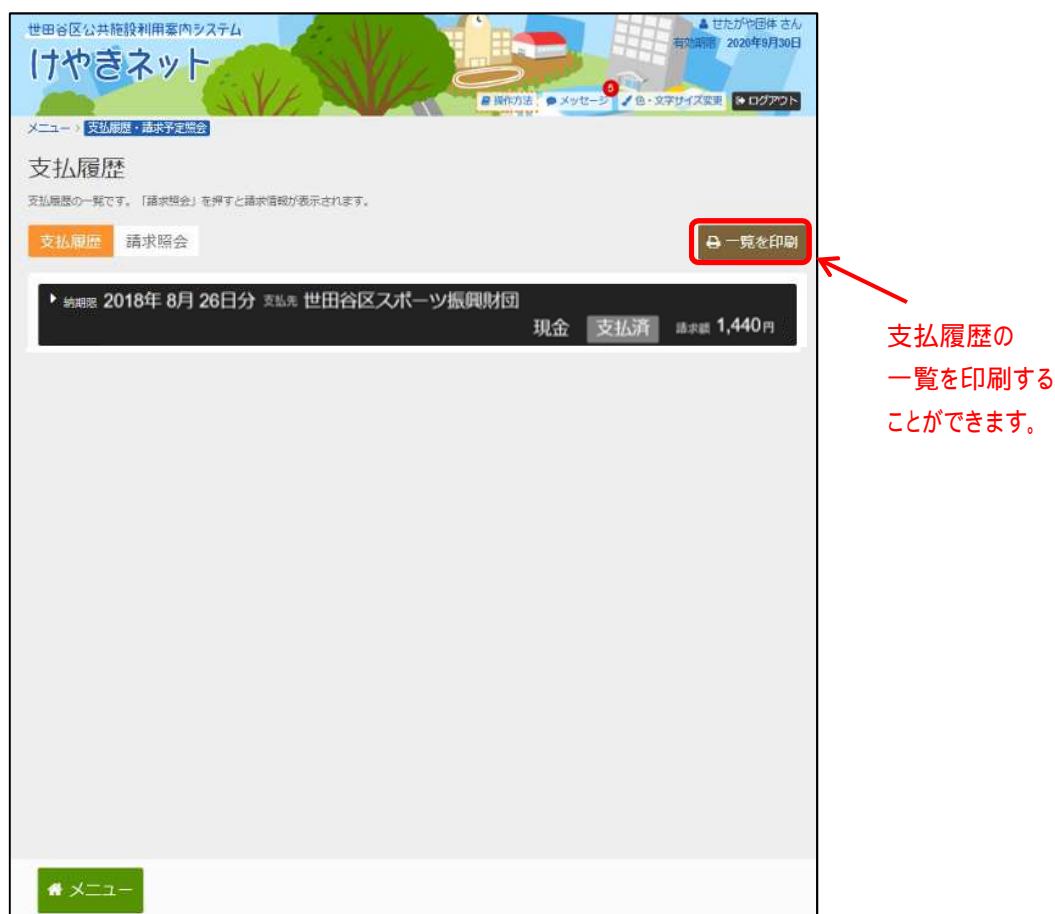 世田谷区公共施設利用案内システム
けやきネット
せたがや団体 さん
有効期限 2020年9月30日
操作方法
メッセージ
色・文字サイズ変更
ログアウト
メニュー › 支払履歴・請求予定照会
支払履歴
支払履歴の一覧です。「請求照会」を押すと請求情報が表示されます。
支払履歴 請求照会
一覧を印刷
納期限 2018年 8月 26日分 支払先 世田谷区スポーツ振興財団
現金 支払済 請求額 1,440円
支払履歴の
一覧を印刷する
ことができます。
メニュー